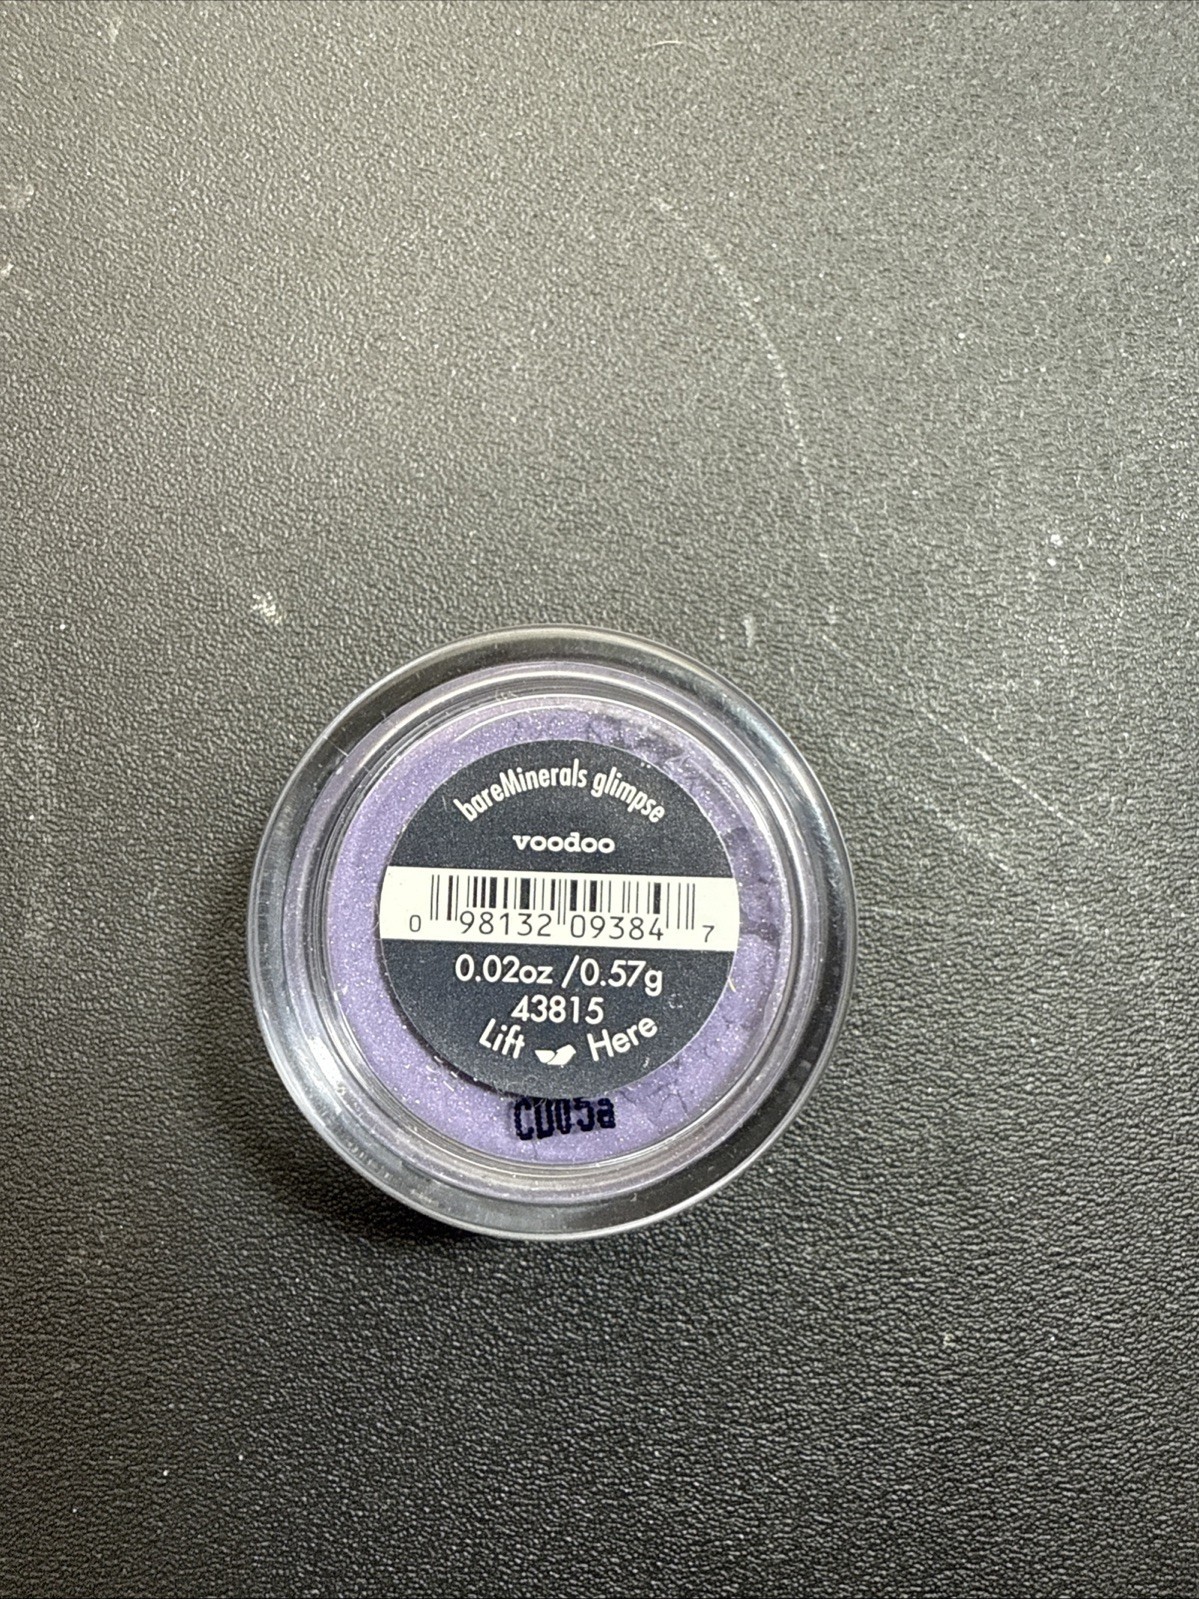 bareMinerals glimpse
voodoo
0 98132 09384 7
0.02oz /0.57g
43815
Lift Here
CD05a